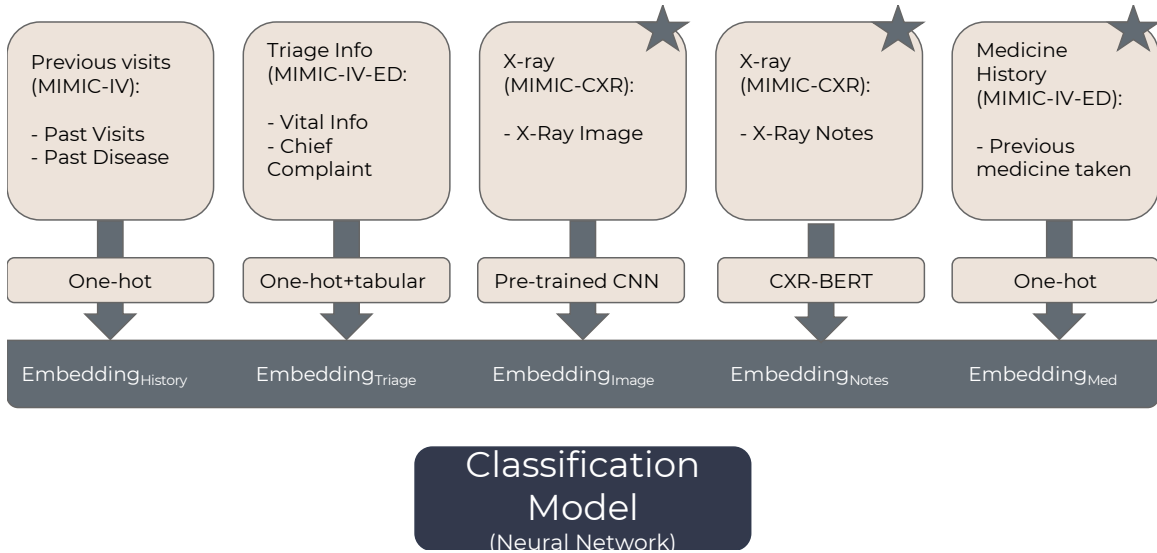 Previous visits
(MIMIC-IV):
- Past Visits
- Past Disease
Triage Info
(MIMIC-IV-ED:
- Vital Info
- Chief
Complaint
X-ray
(MIMIC-CXR):
- X-Ray Image
X-ray
(MIMIC-CXR):
- X-Ray Notes
Medicine
History
(MIMIC-IV-ED):
- Previous
medicine taken
One-hot
One-hot+tabular
Pre-trained CNN
CXR-BERT
One-hot
EmbeddingHistory
EmbeddingTriage
EmbeddingImage
EmbeddingNotes
EmbeddingMed
Classification
Model
(Neural Network)